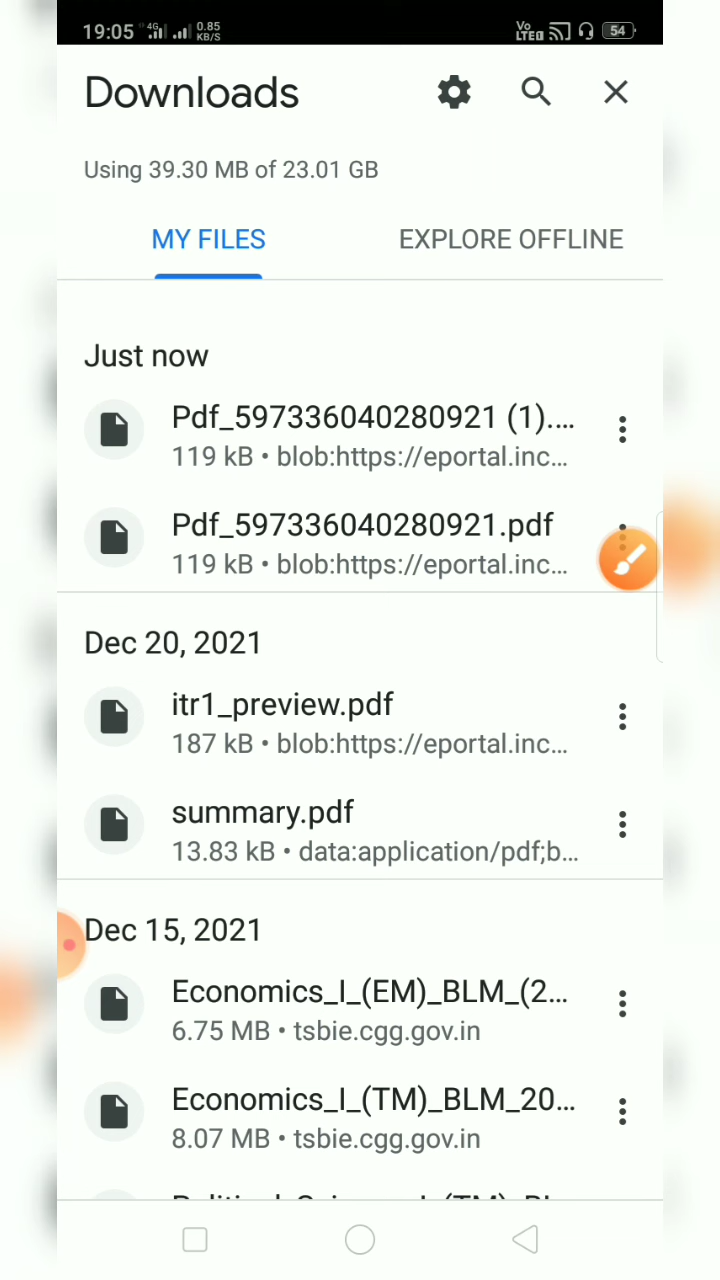 19:05 4G 0.85 KB/S Vo LTE 54
Downloads
Using 39.30 MB of 23.01 GB
MY FILES EXPLORE OFFLINE
Just now
Pdf_597336040280921 (1)....
119 kB • blob:https://eportal.inc...
Pdf_597336040280921.pdf
119 kB • blob:https://eportal.inc...
Dec 20, 2021
itr1_preview.pdf
187 kB • blob:https://eportal.inc...
summary.pdf
13.83 kB • data:application/pdf;b...
Dec 15, 2021
Economics_I_(EM)_BLM_(2...
6.75 MB • tsbie.cgg.gov.in
Economics_I_(TM)_BLM_20...
8.07 MB • tsbie.cgg.gov.in